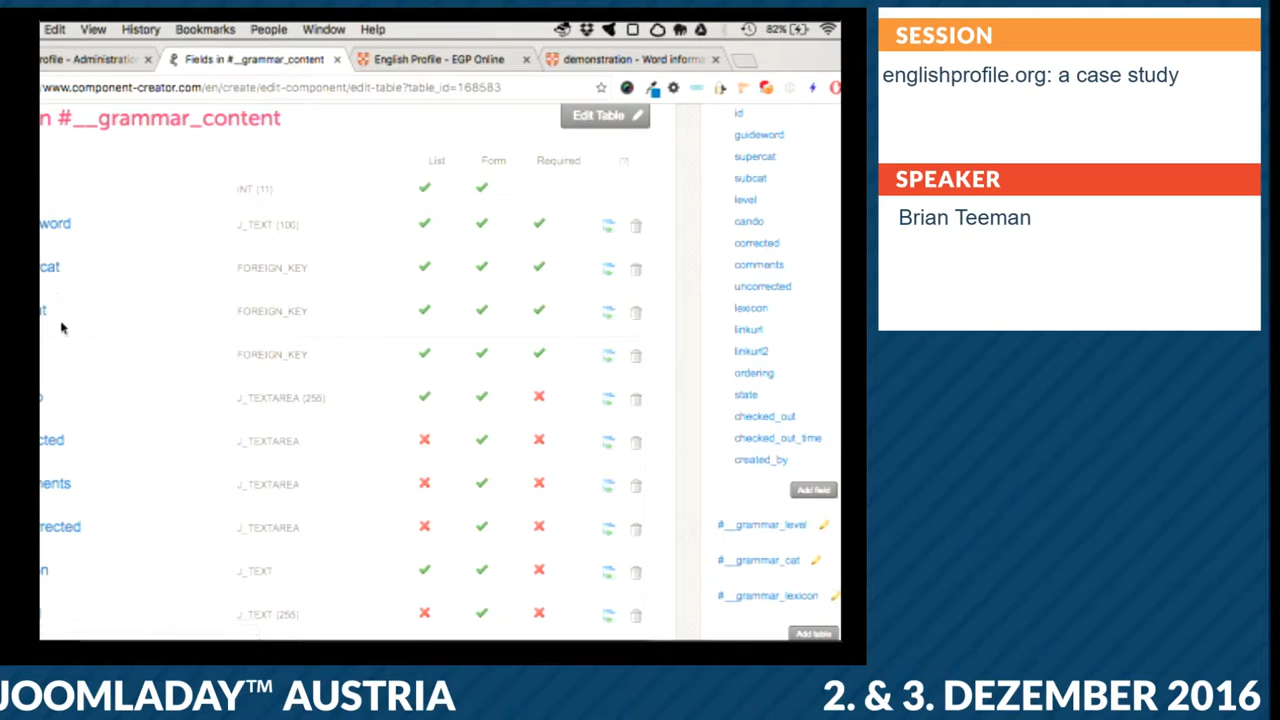 Edit View History Bookmarks People Window Help 82%
ofile - Administratic
Fields in #__grammar_content
English Profile - EGP Online
demonstration - Word informa
www.component-creator.com/en/create/edit-component/edit-table?table_id=168583
n #__grammar_content
Edit Table
List Form Required
INT (11)
word J_TEXT (100)
cat FOREIGN_KEY
FOREIGN_KEY
FOREIGN_KEY
J_TEXTAREA (255)
cted J_TEXTAREA
ents J_TEXTAREA
rected J_TEXTAREA
n J_TEXT
J_TEXT (255)
id
guideword
supercat
subcat
level
cando
corrected
comments
uncorrected
lexicon
linkurl
linkurl2
ordering
state
checked_out
checked_out_time
created_by
Add field
#__grammar_level
#__grammar_cat
#__grammar_lexicon
Add table
SESSION
englishprofile.org: a case study
SPEAKER
Brian Teeman
JOOMLADAY™ AUSTRIA
2. & 3. DEZEMBER 2016